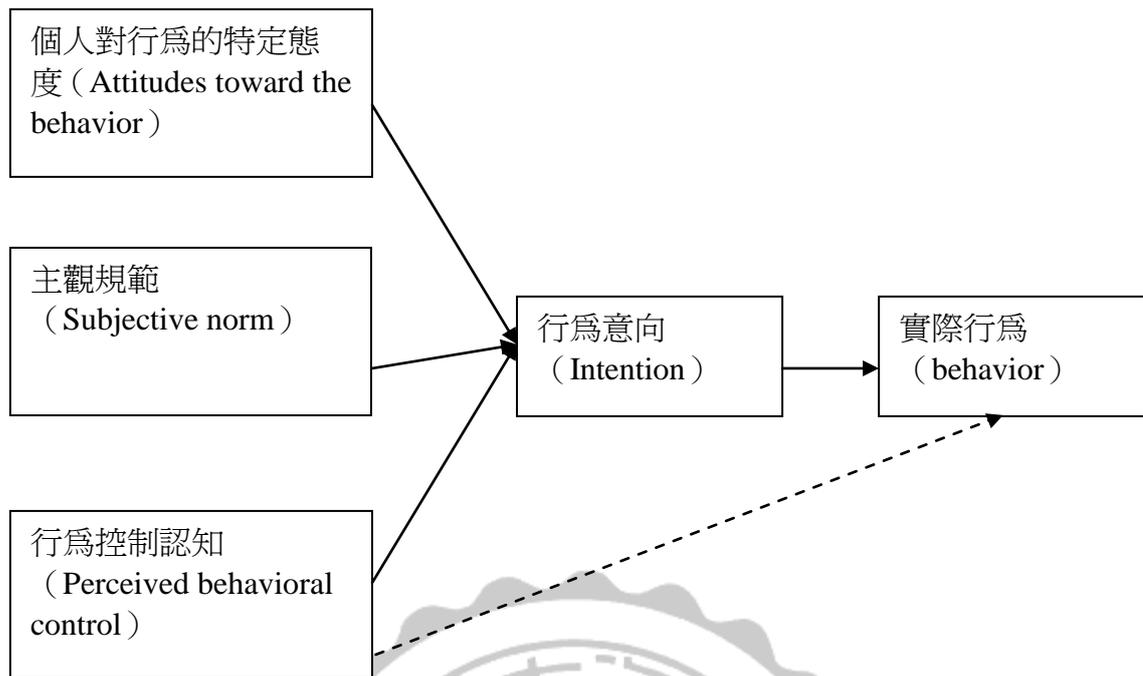 個人對行爲的特定態
度（Attitudes toward the
behavior）
主觀規範
（Subjective norm）
行爲意向
（Intention）
實際行爲
（behavior）
行爲控制認知
（Perceived behavioral
control）